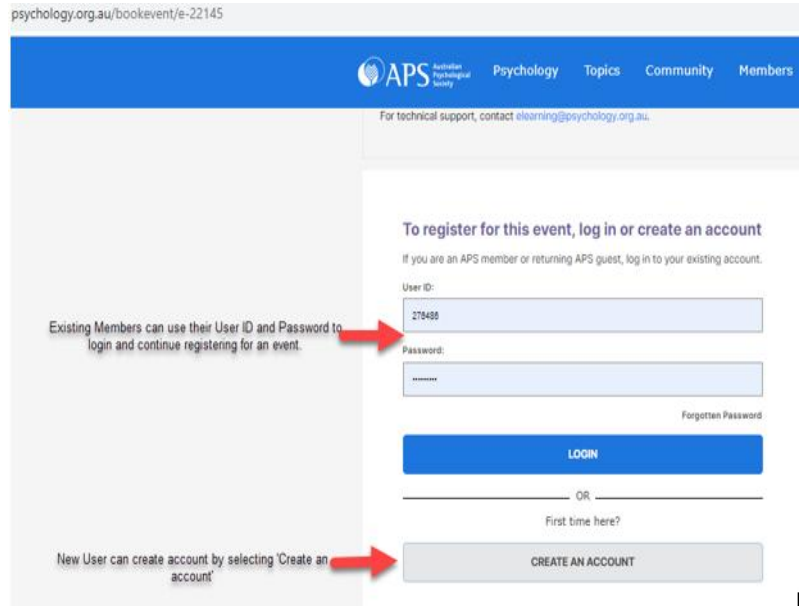 psychology.org.au/bookevent/e-22145
APS Australian Psychological Society
Psychology Topics Community Members
For technical support, contact elearning@psychology.org.au.
To register for this event, log in or create an account
If you are an APS member or returning APS guest, log in to your existing account.
User ID:
276486
Existing Members can use their User ID and Password to
login and continue registering for an event.
Password:
•••••••••
Forgotten Password
LOGIN
OR
First time here?
New User can create account by selecting 'Create an
account'
CREATE AN ACCOUNT